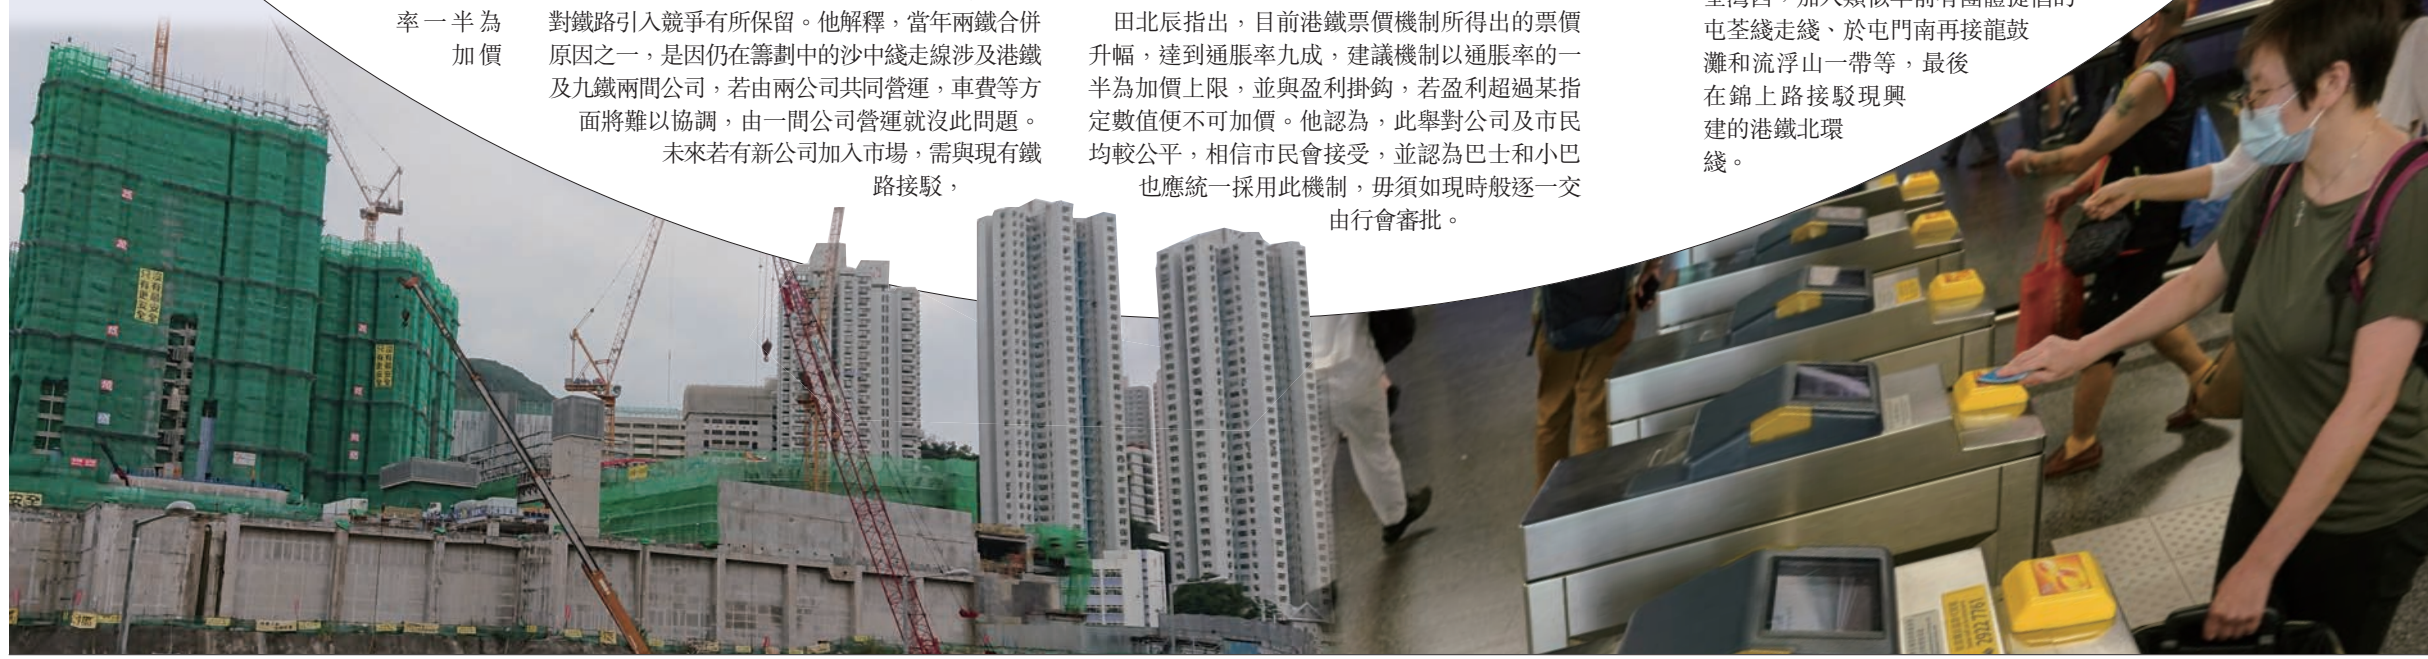 率一半為
加價
對鐵路引入競爭有所保留。他解釋，當年兩鐵合併
原因之一，是因仍在籌劃中的沙中綫走線涉及港鐵
及九鐵兩間公司，若由兩公司共同營運，車費等方
面將難以協調，由一間公司營運就沒此問題。
未來若有新公司加入市場，需與現有鐵
路接駁，
田北辰指出，目前港鐵票價機制所得出的票價
升幅，達到通脹率九成，建議機制以通脹率的一
半為加價上限，並與盈利掛鈎，若盈利超過某指
定數值便不可加價。他認為，此舉對公司及市民
均較公平，相信市民會接受，並認為巴士和小巴
也應統一採用此機制，毋須如現時般逐一交
由行會審批。
屯荃綫走綫、於屯門南再接龍鼓
灘和流浮山一帶等，最後
在錦上路接駁現興
建的港鐵北環
綫。
安全